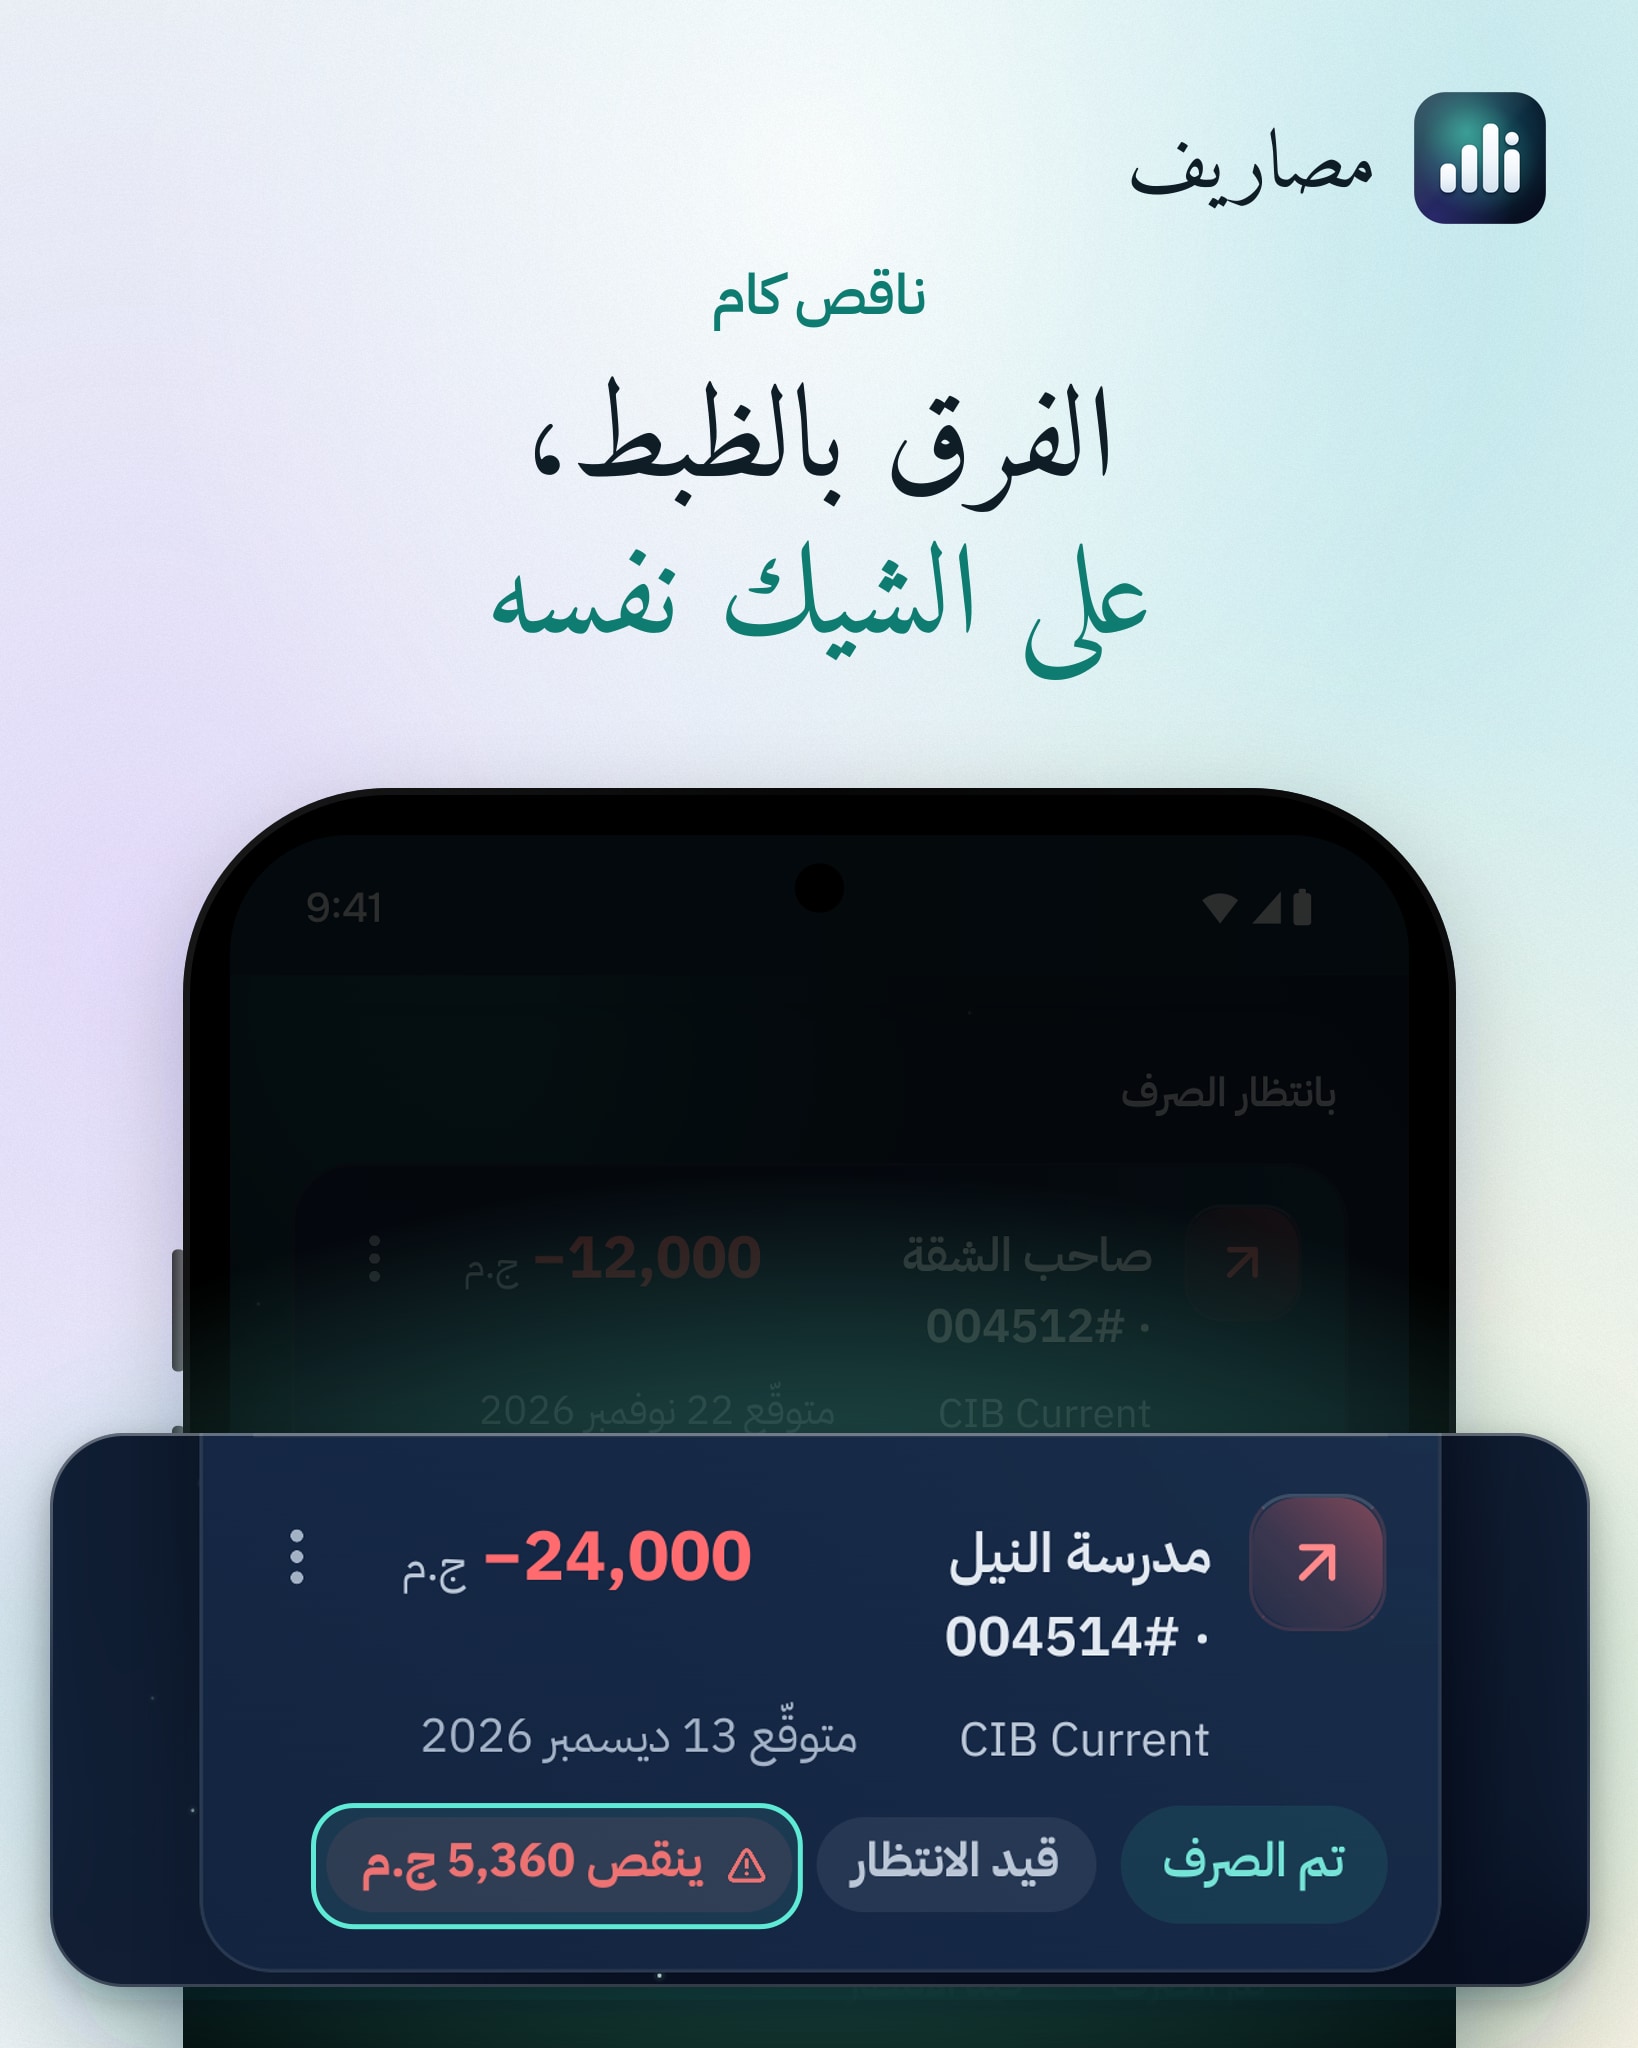 مصاريف
ناقص كام
الفرق بالظبط،
على الشيك نفسه
9:41
بانتظار الصرف
صاحب الشقة −12,000 ج.م
· #004512
CIB Current متوقّع 22 نوفمبر 2026
مدرسة النيل −24,000 ج.م
· #004514
CIB Current متوقّع 13 ديسمبر 2026
تم الصرف قيد الانتظار ينقص 5,360 ج.م